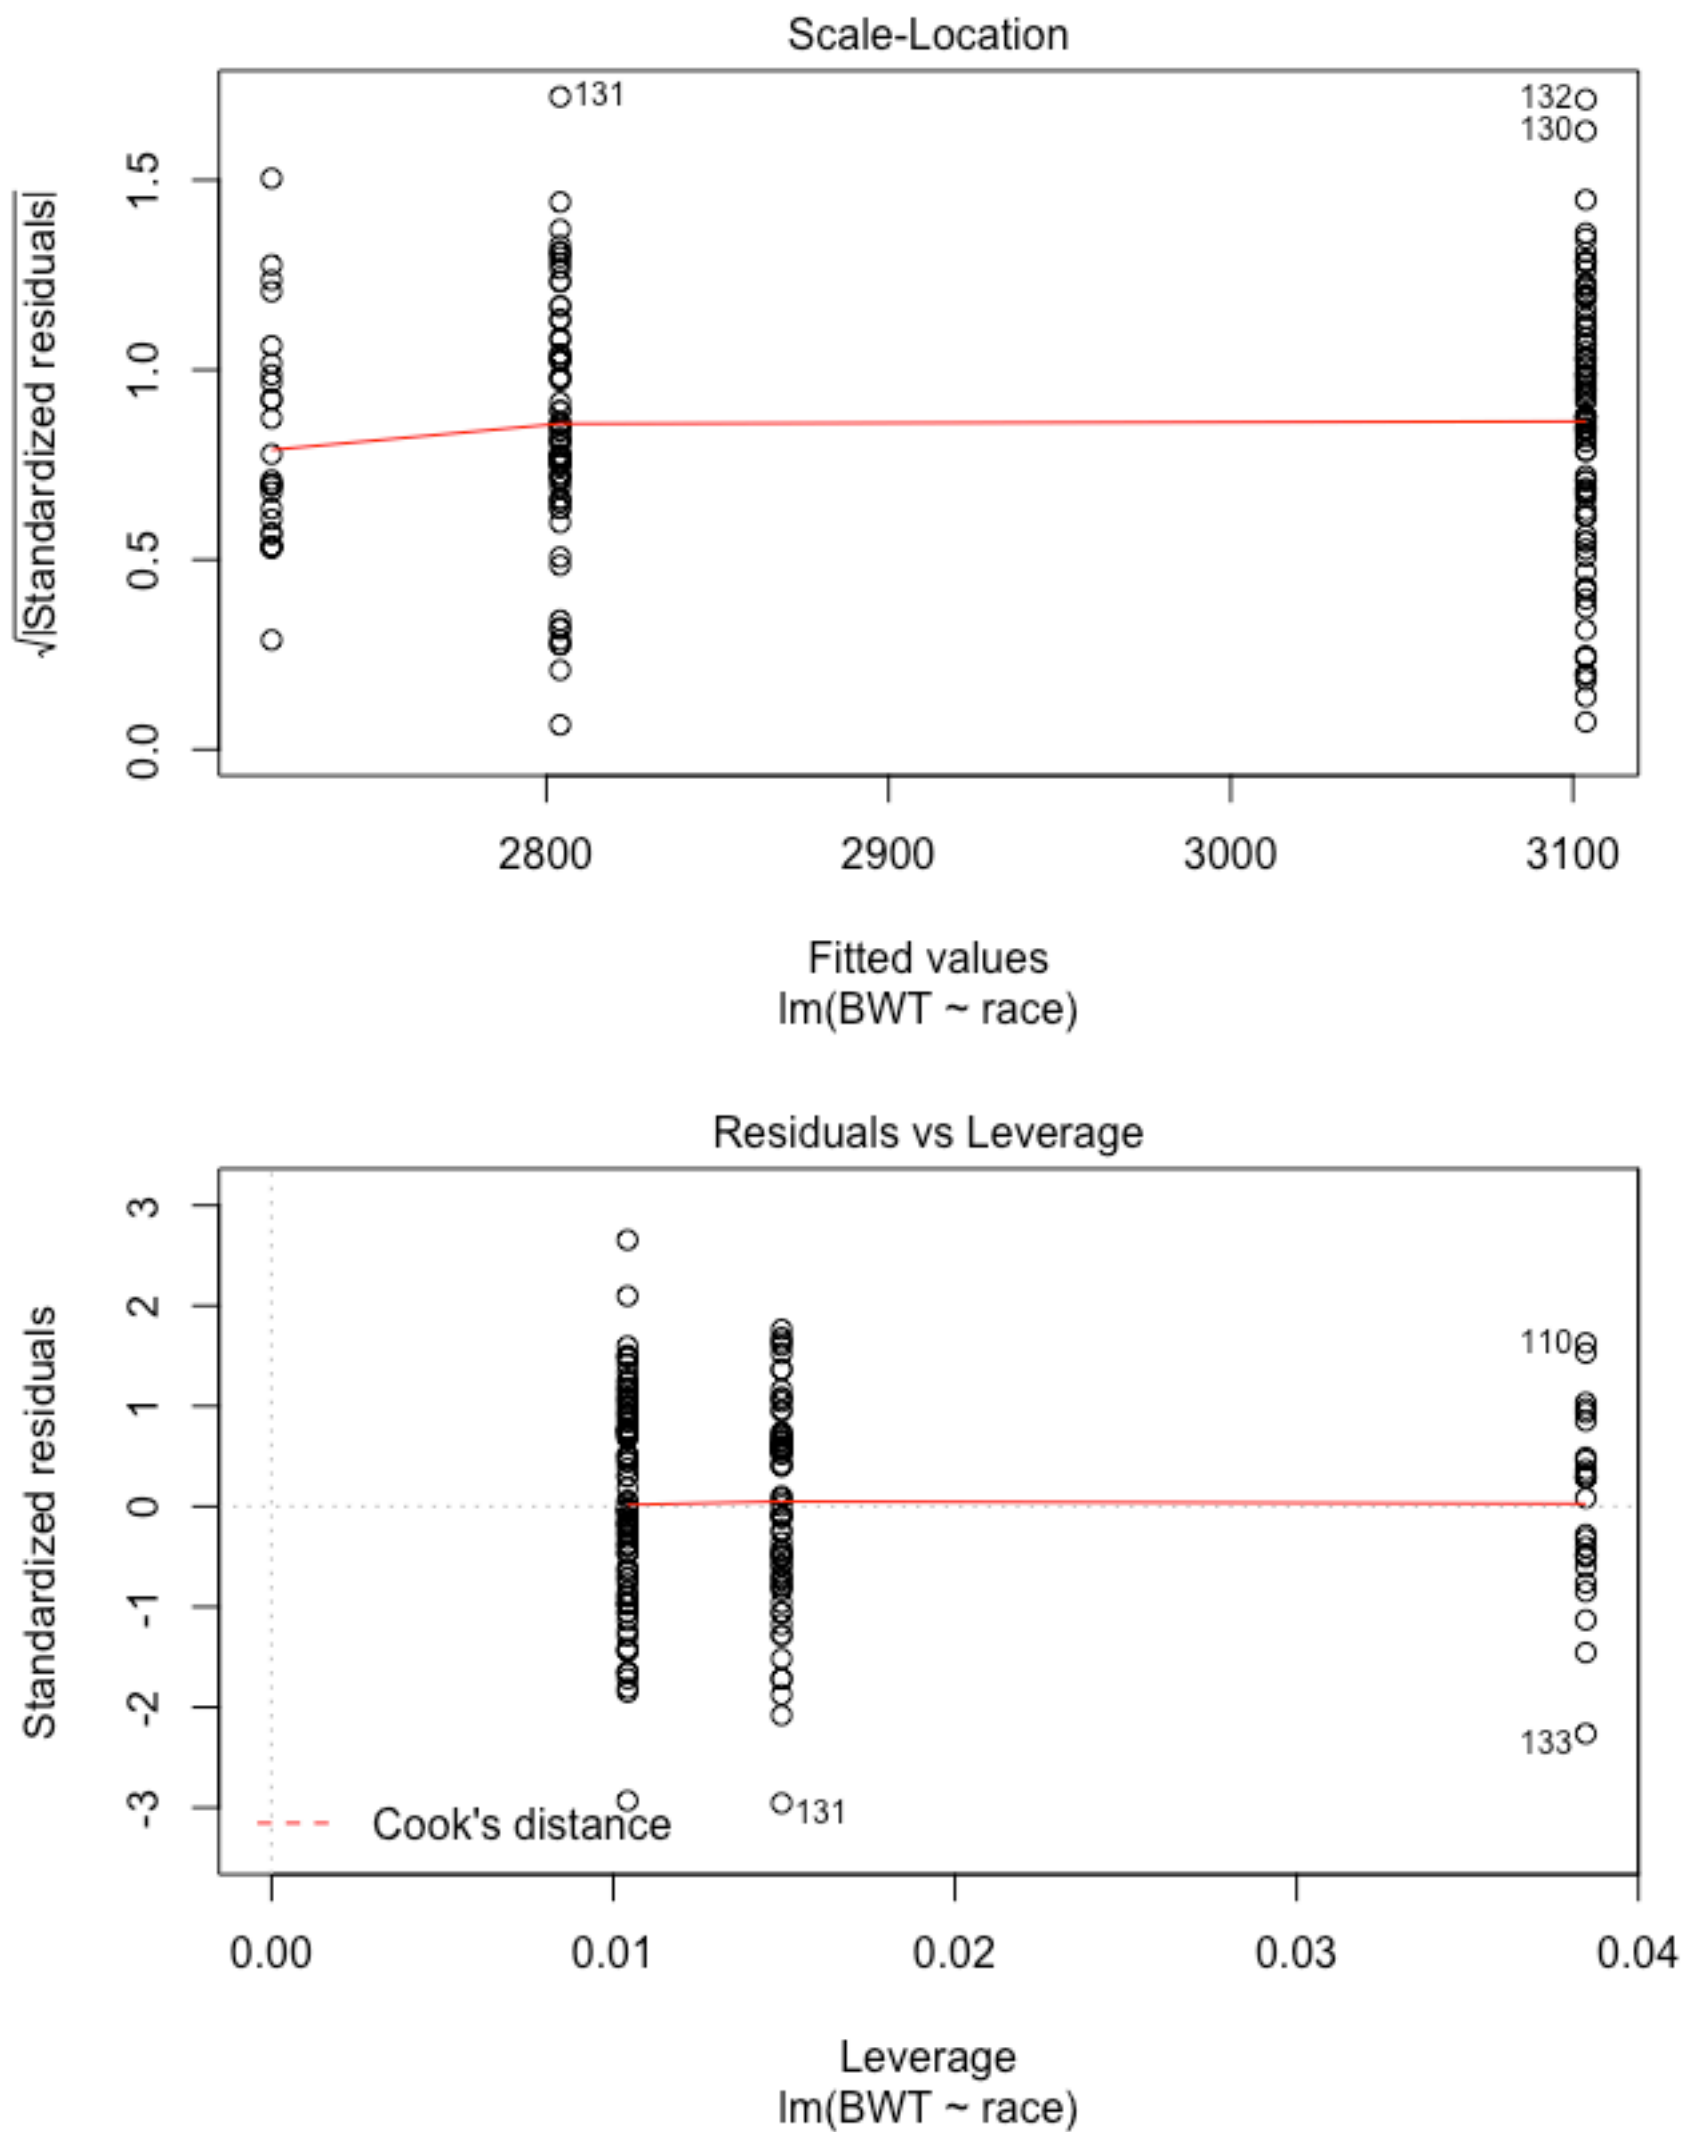 Scale-Location
√|Standardized residuals|
0.0 0.5 1.0 1.5
131
132
130
2800 2900 3000 3100
Fitted values
lm(BWT ~ race)
Residuals vs Leverage
Standardized residuals
-3 -2 -1 0 1 2 3
110
133
131
Cook's distance
0.00 0.01 0.02 0.03 0.04
Leverage
lm(BWT ~ race)